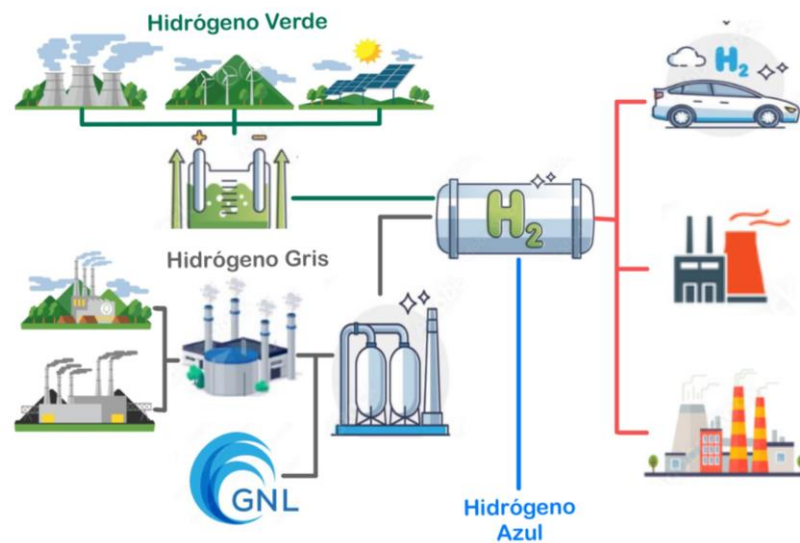 Hidrógeno Verde
H2
+ −
H2
Hidrógeno Gris
GNL
Hidrógeno
Azul